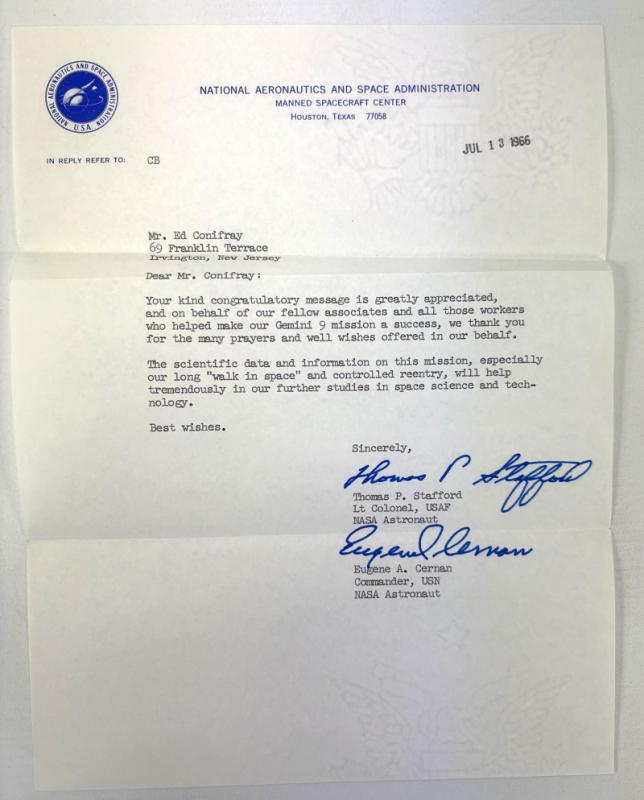 NATIONAL AERONAUTICS AND SPACE ADMINISTRATION
U.S.A.
NATIONAL AERONAUTICS AND SPACE ADMINISTRATION
MANNED SPACECRAFT CENTER
HOUSTON, TEXAS 77058
JUL 13 1966
IN REPLY REFER TO: CB
Mr. Ed Conifray
69 Franklin Terrace
Irvington, New Jersey
Dear Mr. Conifray:
Your kind congratulatory message is greatly appreciated,
and on behalf of our fellow associates and all those workers
who helped make our Gemini 9 mission a success, we thank you
for the many prayers and well wishes offered in our behalf.
The scientific data and information on this mission, especially
our long "walk in space" and controlled reentry, will help
tremendously in our further studies in space science and tech-
nology.
Best wishes.
Sincerely,
Thomas P Stafford
Thomas P. Stafford
Lt Colonel, USAF
NASA Astronaut
Eugene Cernan
Eugene A. Cernan
Commander, USN
NASA Astronaut